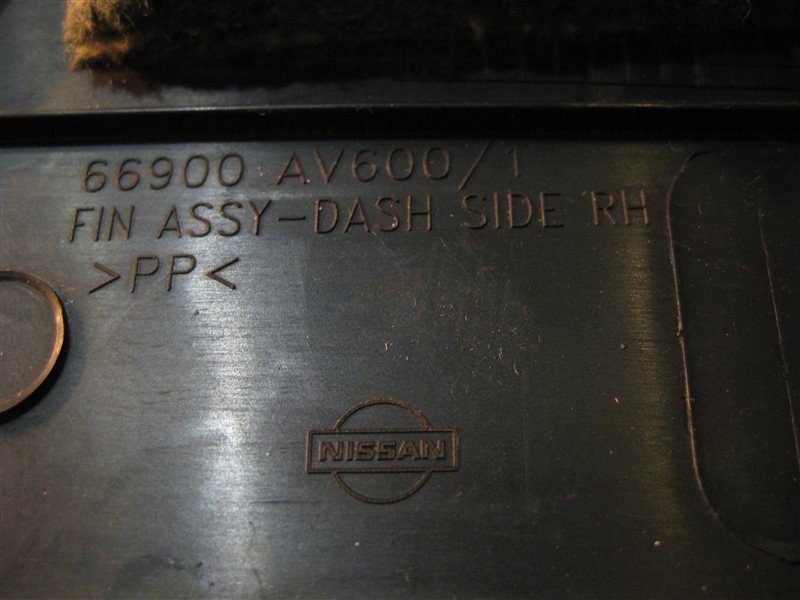 66900 AV600/1
FIN ASSY-DASH SIDE RH
>PP<
NISSAN